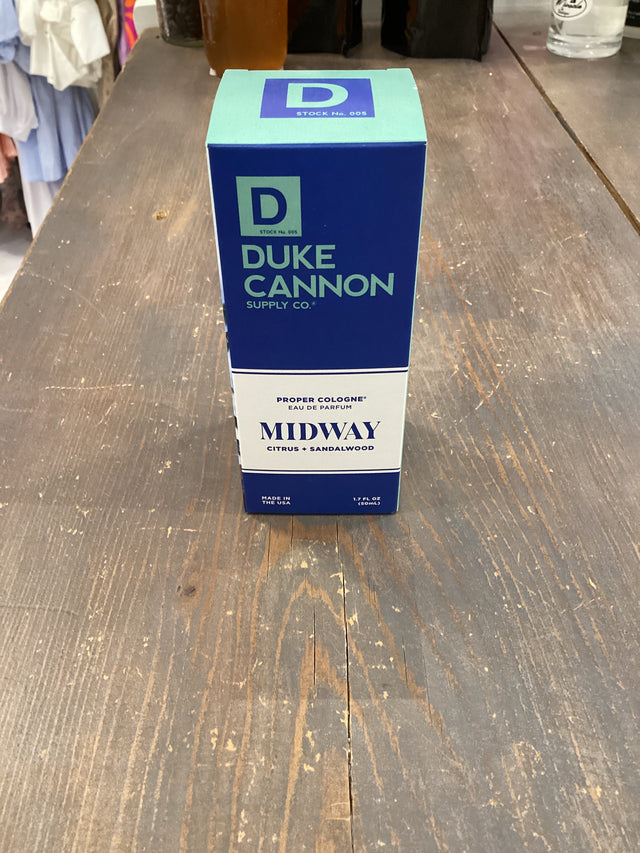 D
STOCK No. 005
D
STOCK No. 005
DUKE
CANNON
SUPPLY CO.®
PROPER COLOGNE®
EAU DE PARFUM
MIDWAY
CITRUS + SANDALWOOD
MADE IN
THE USA
1.7 FL OZ
(50mL)